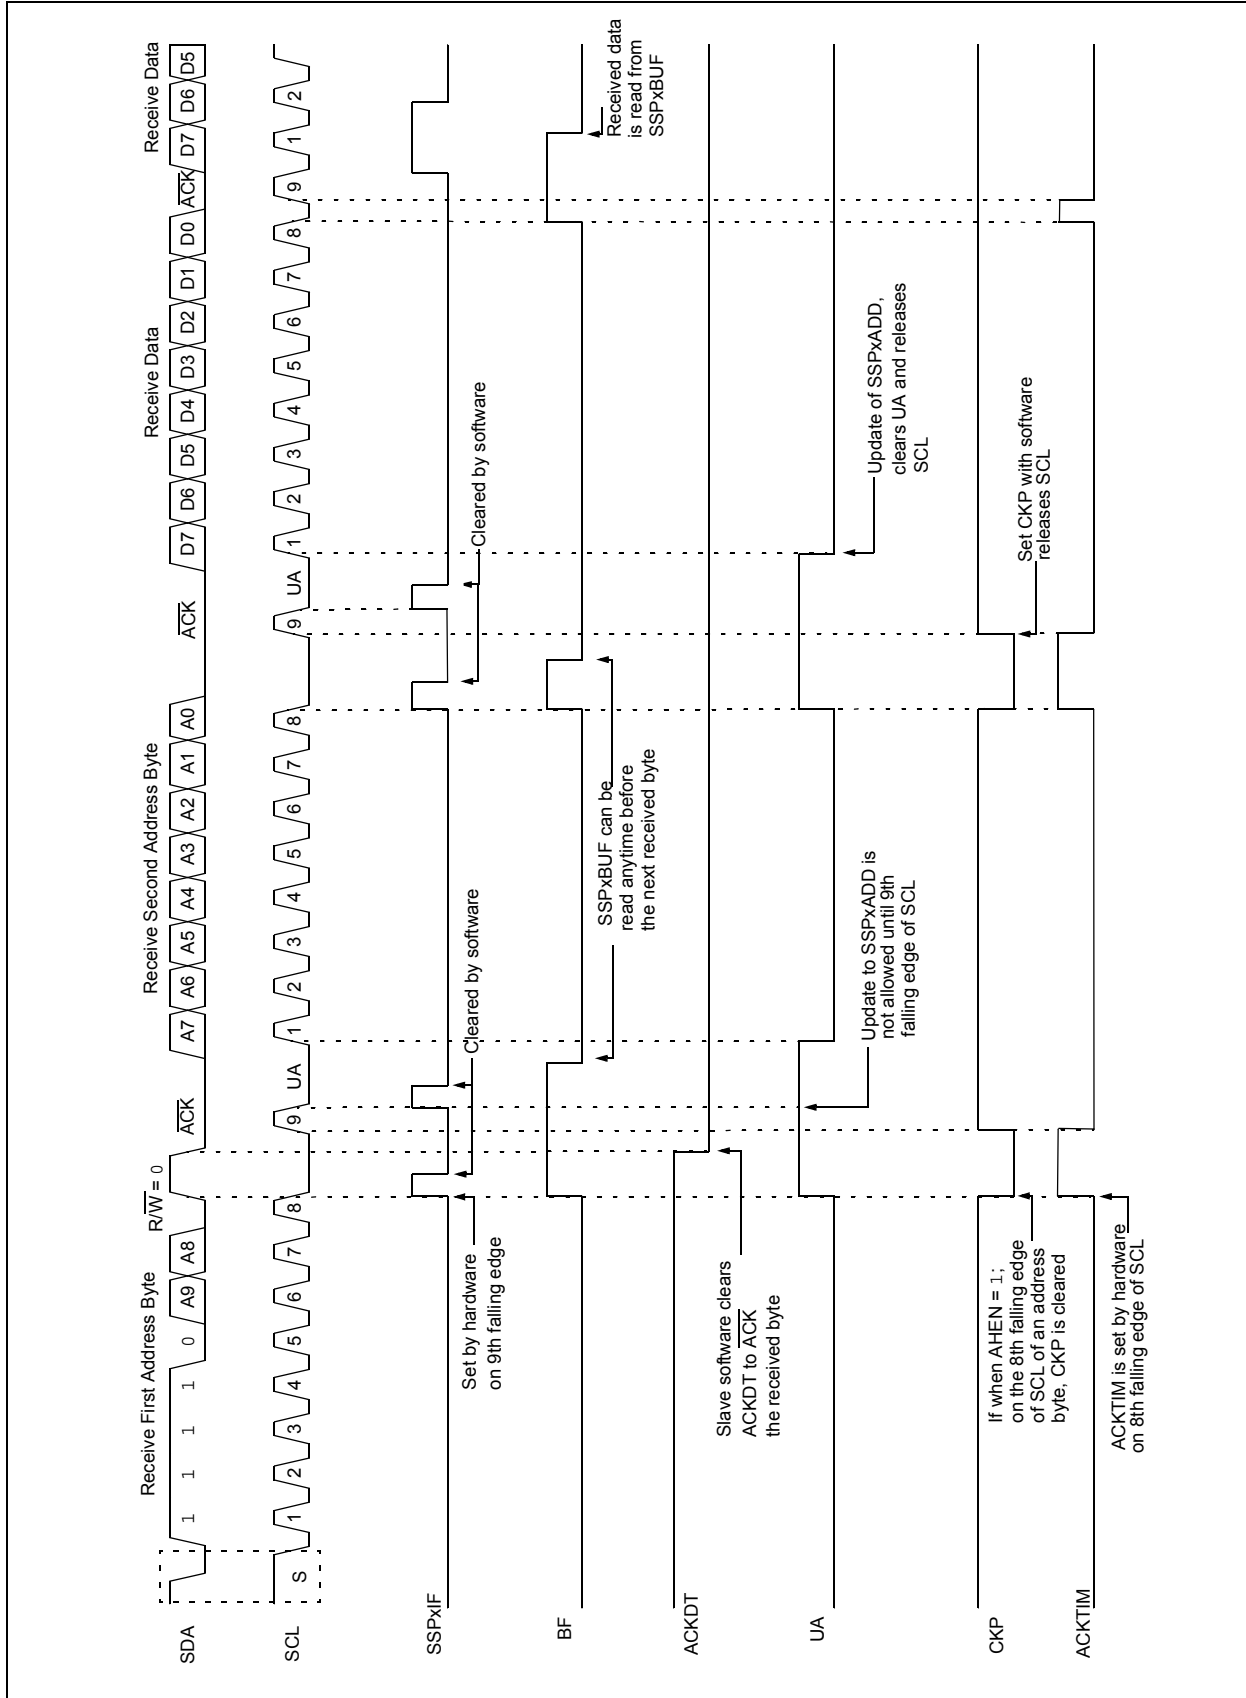 Receive First Address Byte
R/W = 0
ACK
Receive Second Address Byte
ACK
Receive Data
ACK
Receive Data
SDA
1 1 1 1 0 A9 A8
A7 A6 A5 A4 A3 A2 A1 A0
D7 D6 D5 D4 D3 D2 D1 D0
D7 D6 D5
SCL
S
1 2 3 4 5 6 7 8 9 UA
1 2 3 4 5 6 7 8 9 UA
1 2 3 4 5 6 7 8 9
1 2
SSPxIF
Set by hardware
on 9th falling edge
Cleared by software
Cleared by software
BF
SSPxBUF can be
read anytime before
the next received byte
Received data
is read from
SSPxBUF
ACKDT
Slave software clears
ACKDT to ACK
the received byte
UA
Update to SSPxADD is
not allowed until 9th
falling edge of SCL
Update of SSPxADD,
clears UA and releases
SCL
CKP
If when AHEN = 1;
on the 8th falling edge
of SCL of an address
byte, CKP is cleared
Set CKP with software
releases SCL
ACKTIM
ACKTIM is set by hardware
on 8th falling edge of SCL